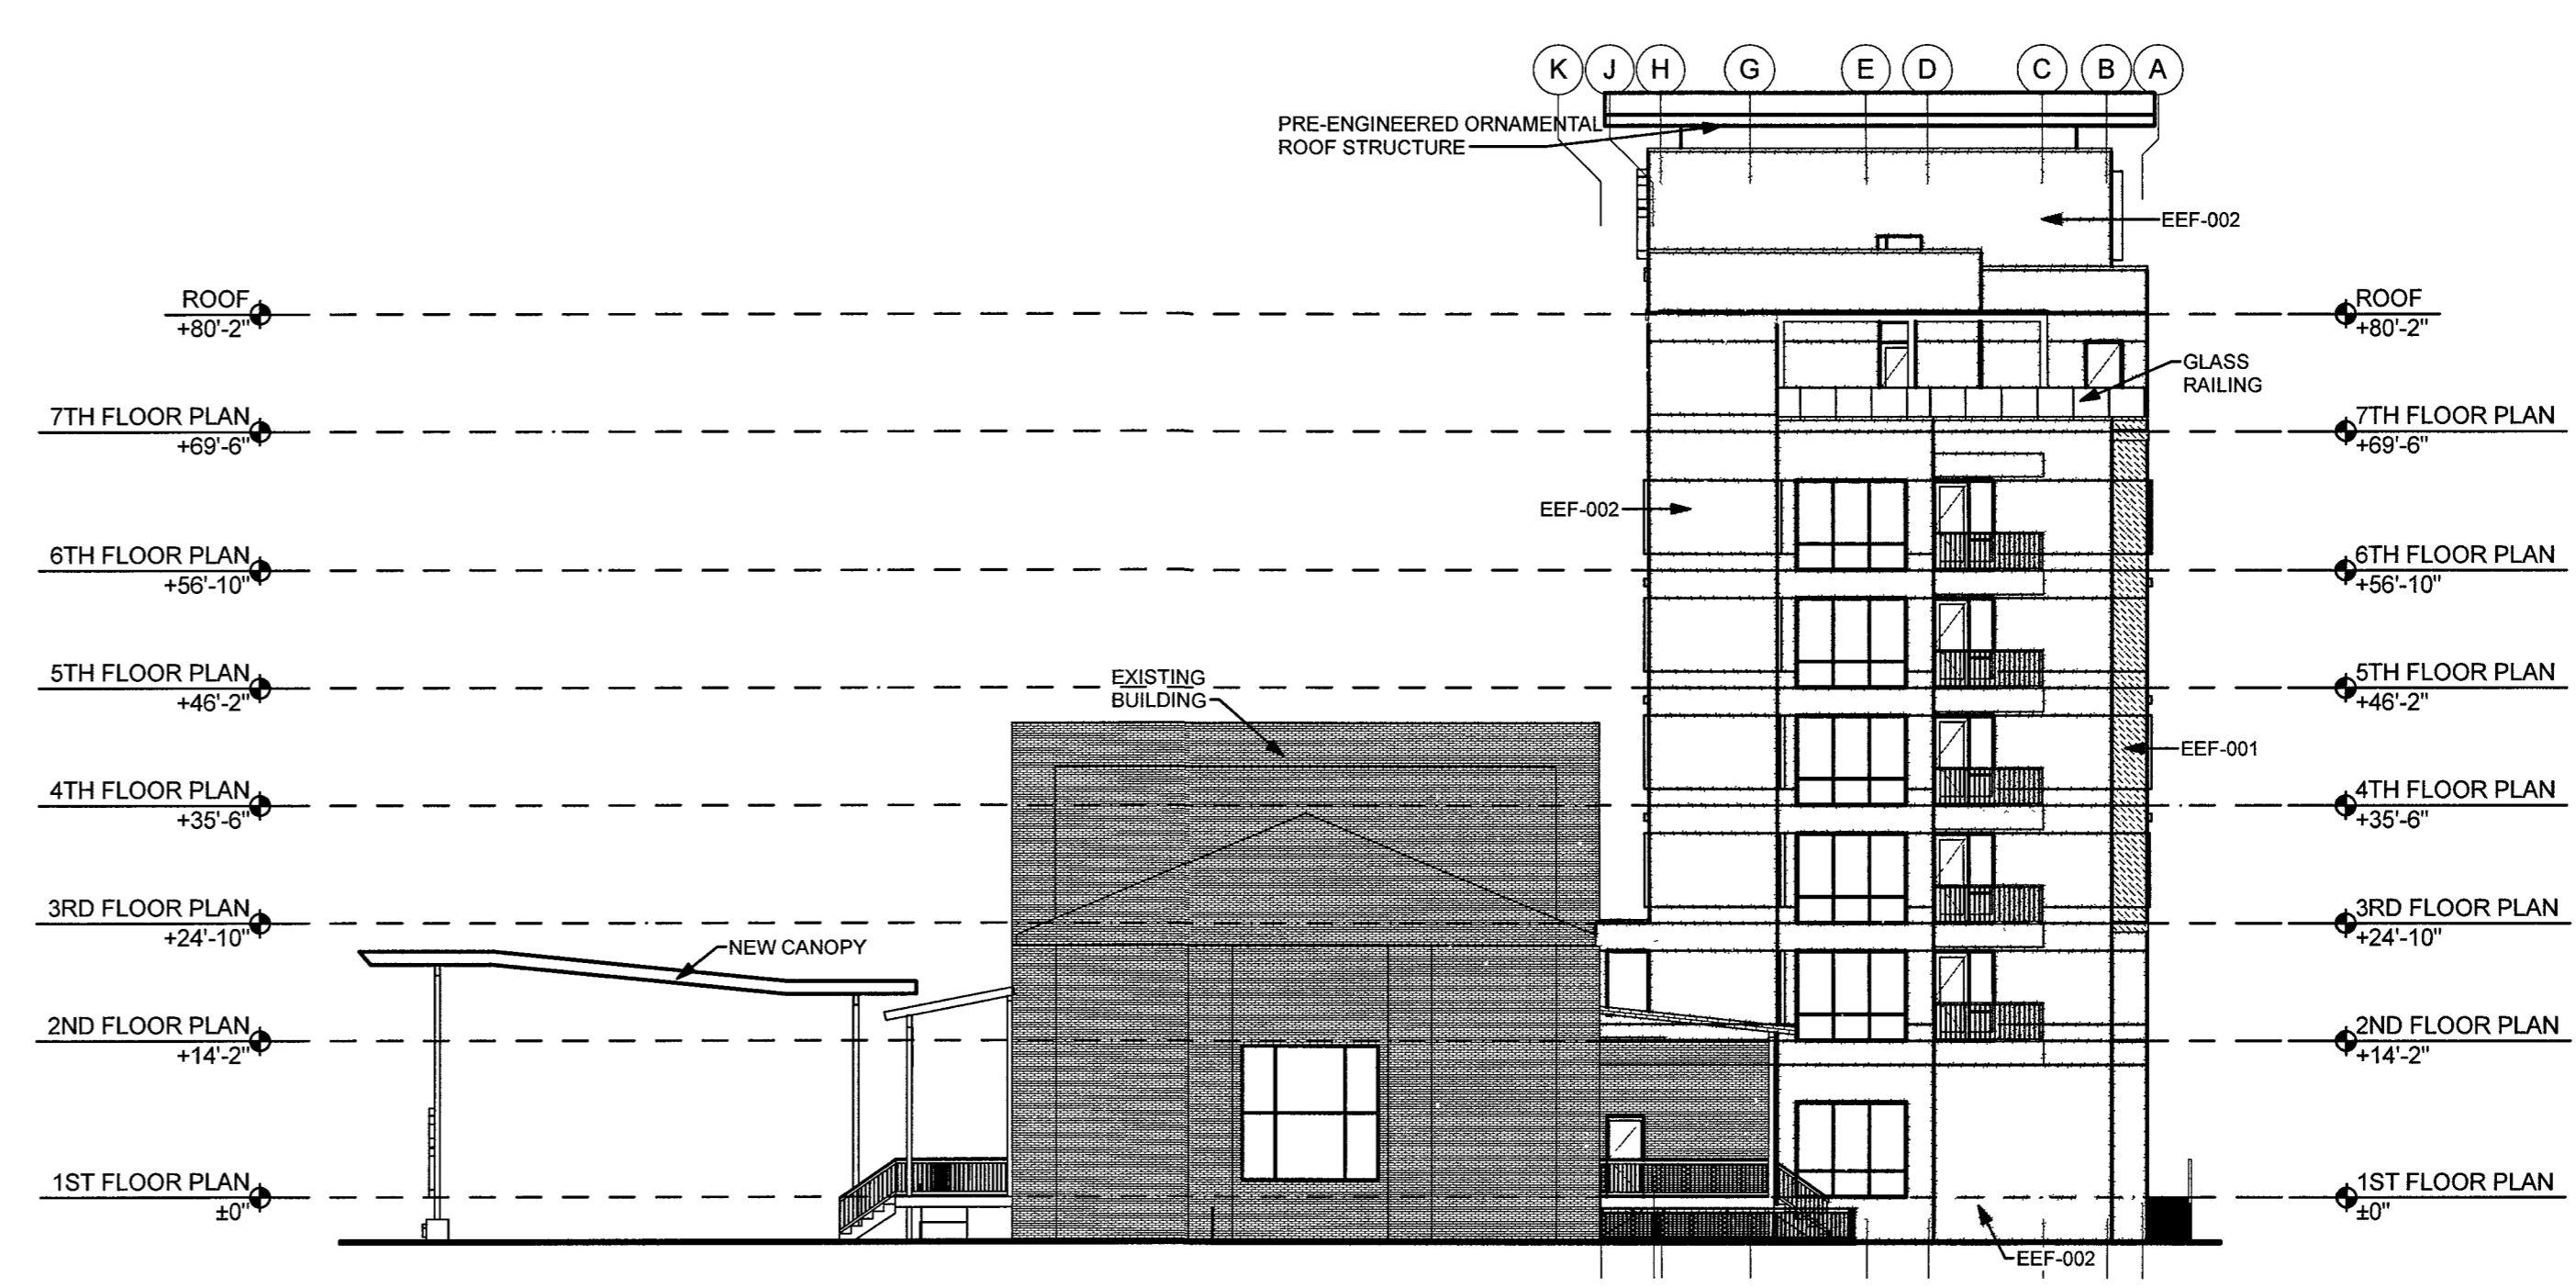 K J H G E D C B A
PRE-ENGINEERED ORNAMENTAL
ROOF STRUCTURE
EEF-002
ROOF
+80'-2"
ROOF
+80'-2"
GLASS
RAILING
7TH FLOOR PLAN
+69'-6"
7TH FLOOR PLAN
+69'-6"
EEF-002
6TH FLOOR PLAN
+56'-10"
6TH FLOOR PLAN
+56'-10"
5TH FLOOR PLAN
+46'-2"
EXISTING
BUILDING
5TH FLOOR PLAN
+46'-2"
EEF-001
4TH FLOOR PLAN
+35'-6"
4TH FLOOR PLAN
+35'-6"
3RD FLOOR PLAN
+24'-10"
3RD FLOOR PLAN
+24'-10"
NEW CANOPY
2ND FLOOR PLAN
+14'-2"
2ND FLOOR PLAN
+14'-2"
1ST FLOOR PLAN
±0"
1ST FLOOR PLAN
±0"
EEF-002